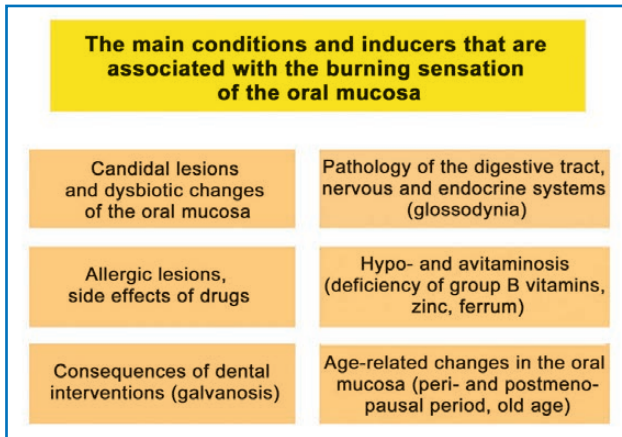 The main conditions and inducers that are
associated with the burning sensation
of the oral mucosa
Candidal lesions
and dysbiotic changes
of the oral mucosa
Pathology of the digestive tract,
nervous and endocrine systems
(glossodynia)
Allergic lesions,
side effects of drugs
Hypo- and avitaminosis
(deficiency of group B vitamins,
zinc, ferrum)
Consequences of dental
interventions (galvanosis)
Age-related changes in the oral
mucosa (peri- and postmeno-
pausal period, old age)